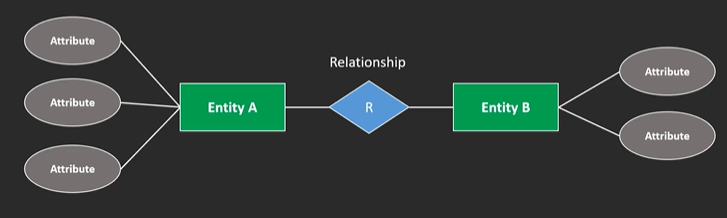 Attribute
Attribute
Attribute
Entity A
Relationship
R
Entity B
Attribute
Attribute